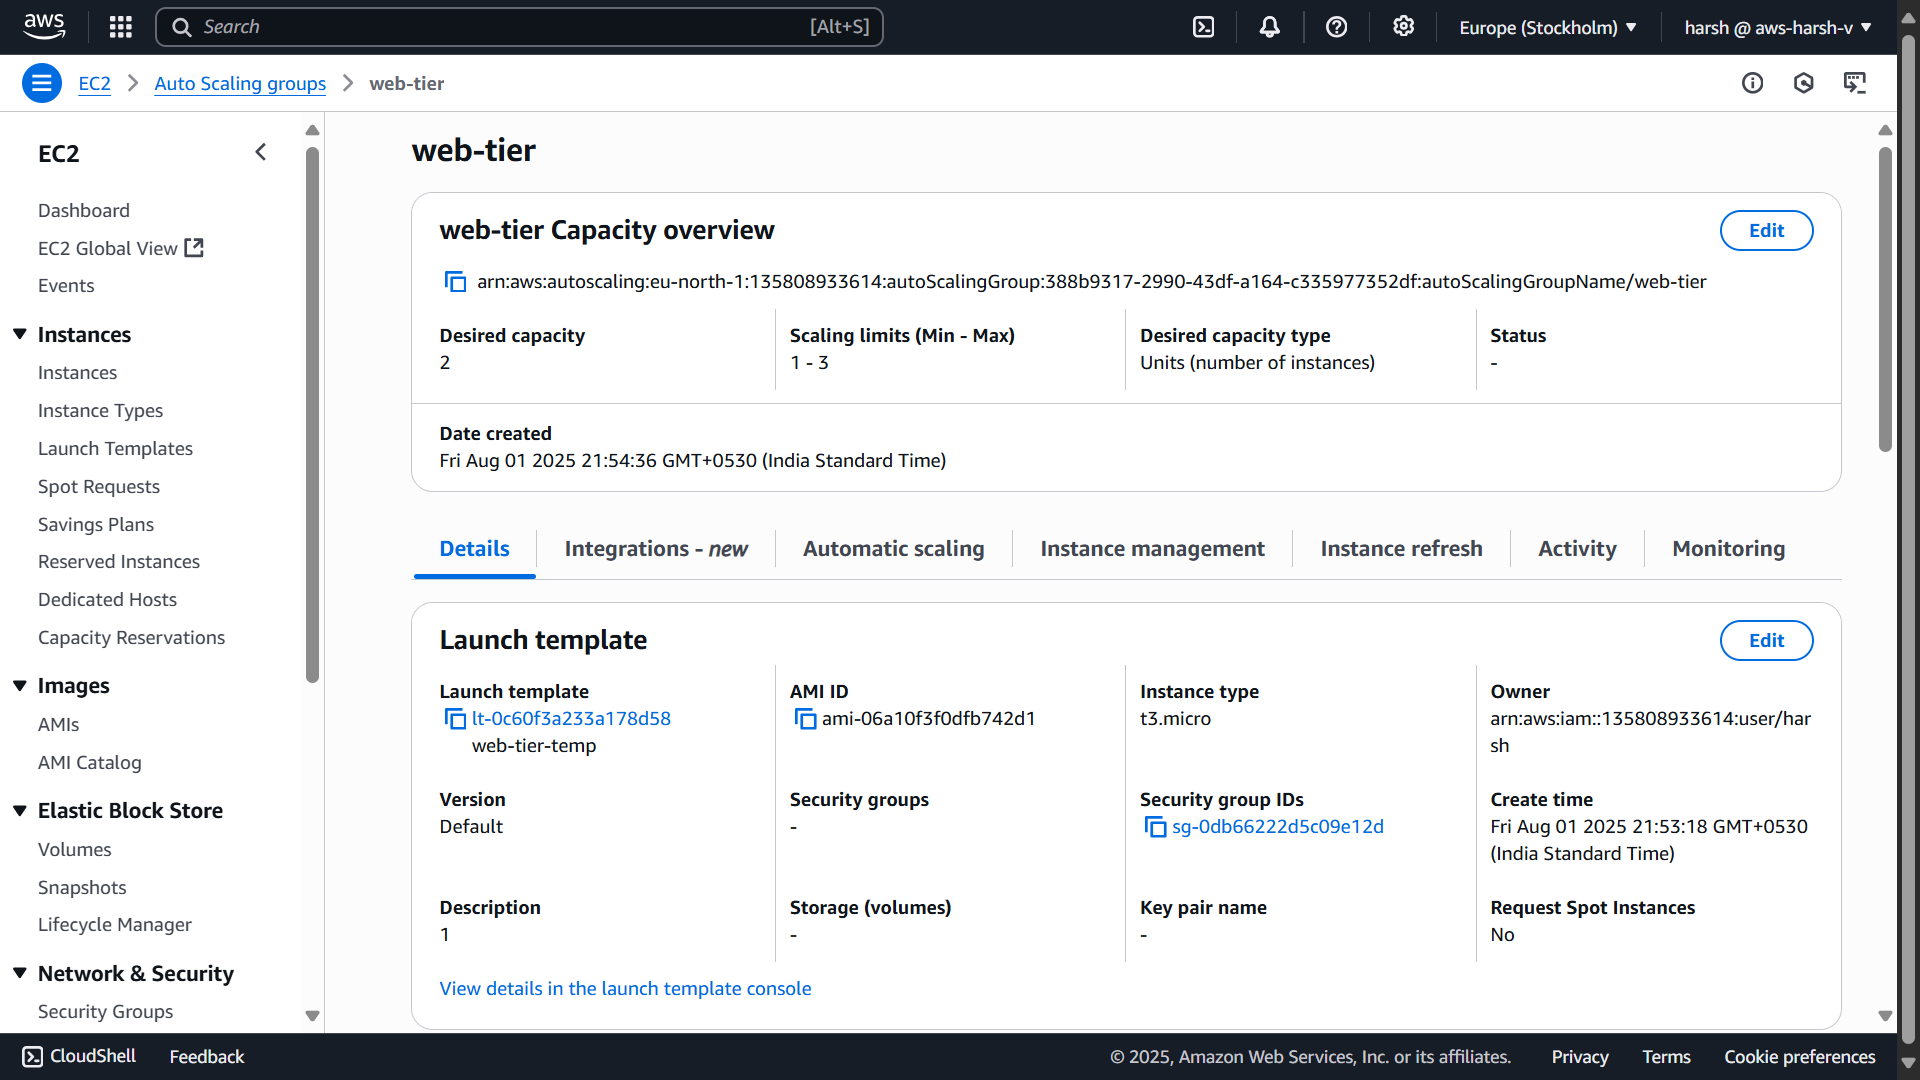 aws
Search
[Alt+S]
Europe (Stockholm)
harsh @ aws-harsh-v
EC2
Auto Scaling groups
web-tier
EC2
Dashboard
EC2 Global View
Events
Instances
Instances
Instance Types
Launch Templates
Spot Requests
Savings Plans
Reserved Instances
Dedicated Hosts
Capacity Reservations
Images
AMIs
AMI Catalog
Elastic Block Store
Volumes
Snapshots
Lifecycle Manager
Network & Security
Security Groups
web-tier
web-tier Capacity overview
Edit
arn:aws:autoscaling:eu-north-1:135808933614:autoScalingGroup:388b9317-2990-43df-a164-c335977352df:autoScalingGroupName/web-tier
Desired capacity
2
Scaling limits (Min - Max)
1 - 3
Desired capacity type
Units (number of instances)
Status
-
Date created
Fri Aug 01 2025 21:54:36 GMT+0530 (India Standard Time)
Details
Integrations - new
Automatic scaling
Instance management
Instance refresh
Activity
Monitoring
Launch template
Edit
Launch template
lt-0c60f3a233a178d58
web-tier-temp
AMI ID
ami-06a10f3f0dfb742d1
Instance type
t3.micro
Owner
arn:aws:iam::135808933614:user/har
sh
Version
Default
Security groups
-
Security group IDs
sg-0db66222d5c09e12d
Create time
Fri Aug 01 2025 21:53:18 GMT+0530
(India Standard Time)
Description
1
Storage (volumes)
-
Key pair name
-
Request Spot Instances
No
View details in the launch template console
CloudShell
Feedback
© 2025, Amazon Web Services, Inc. or its affiliates.
Privacy
Terms
Cookie preferences